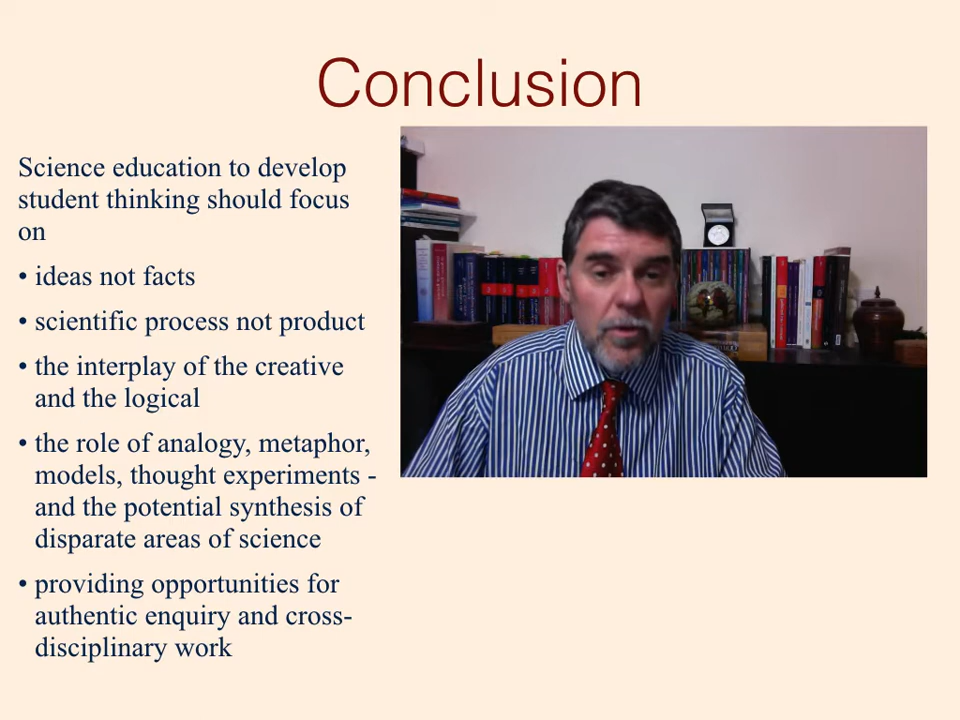 Conclusion
Science education to develop
student thinking should focus
on
• ideas not facts
• scientific process not product
• the interplay of the creative
and the logical
• the role of analogy, metaphor,
models, thought experiments -
and the potential synthesis of
disparate areas of science
• providing opportunities for
authentic enquiry and cross-
disciplinary work